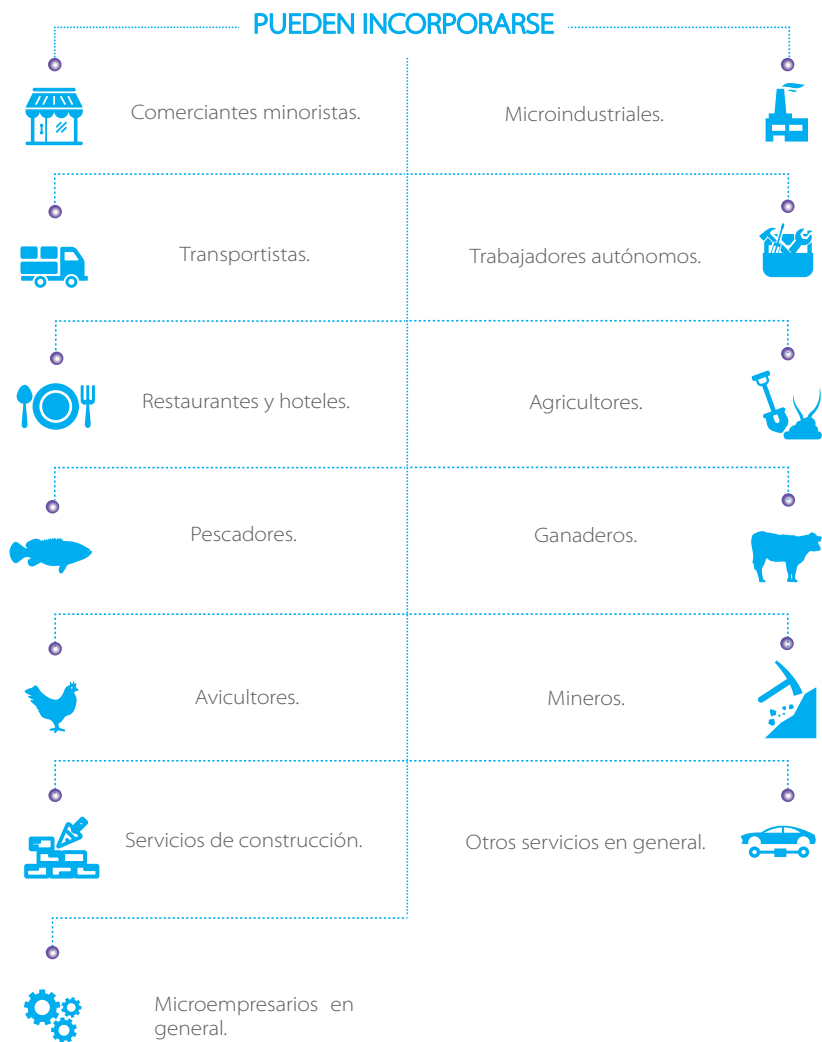 PUEDEN INCORPORARSE
Comerciantes minoristas.
Microindustriales.
Transportistas.
Trabajadores autónomos.
Restaurantes y hoteles.
Agricultores.
Pescadores.
Ganaderos.
Avicultores.
Mineros.
Servicios de construcción.
Otros servicios en general.
Microempresarios en
general.